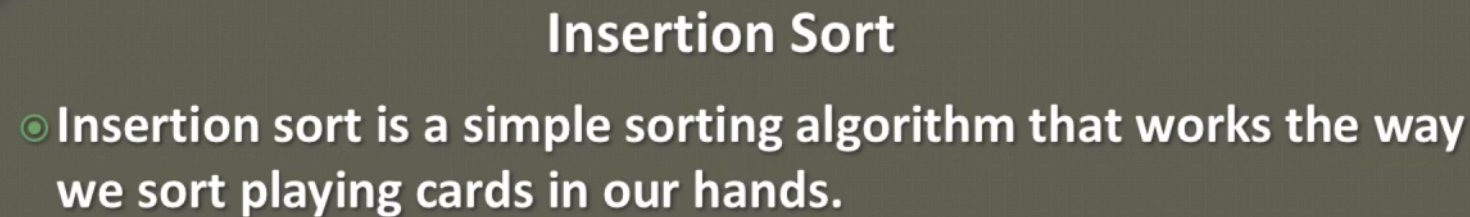 Insertion Sort
Insertion sort is a simple sorting algorithm that works the way
we sort playing cards in our hands.